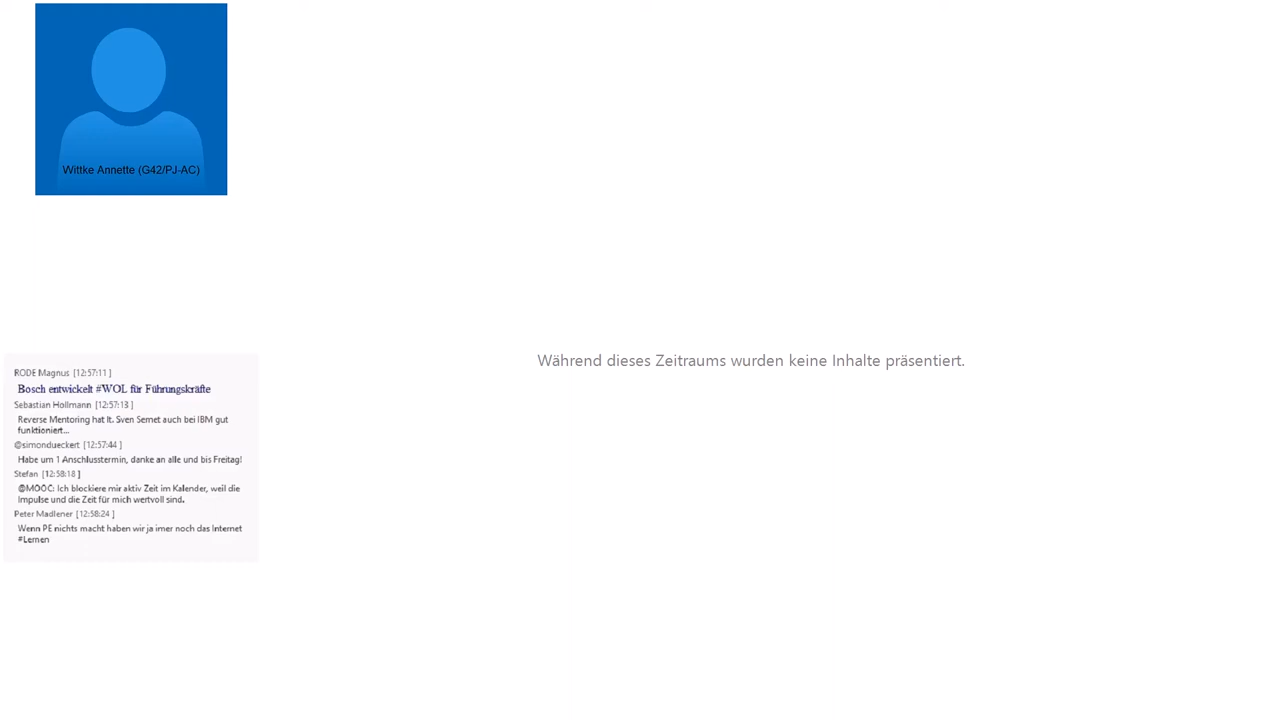 Wittke Annette (G42/PJ-AC)
Während dieses Zeitraums wurden keine Inhalte präsentiert.
RODE Magnus [12:57:11 ]
Bosch entwickelt #WOL für Führungskräfte
Sebastian Hollmann [12:57:13 ]
Reverse Mentoring hat lt. Sven Semet auch bei IBM gut
funktioniert...
@simondueckert [12:57:44 ]
Habe um 1 Anschlusstermin, danke an alle und bis Freitag!
Stefan [12:58:18 ]
@MOOC: Ich blockiere mir aktiv Zeit im Kalender, weil die
Impulse und die Zeit für mich wertvoll sind.
Peter Madlener [12:58:24 ]
Wenn PE nichts macht haben wir ja imer noch das Internet
#Lernen